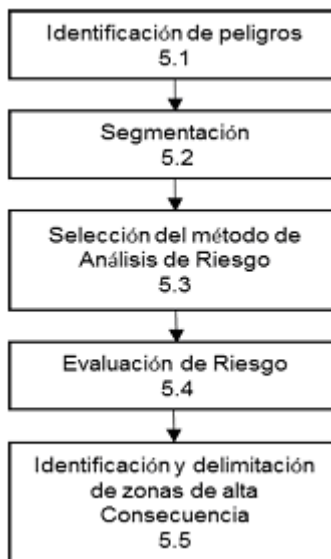 Identificación de peligros
5.1
Segmentación
5.2
Selección del método de
Análisis de Riesgo
5.3
Evaluación de Riesgo
5.4
Identificación y delimitación
de zonas de alta
Consecuencia
5.5